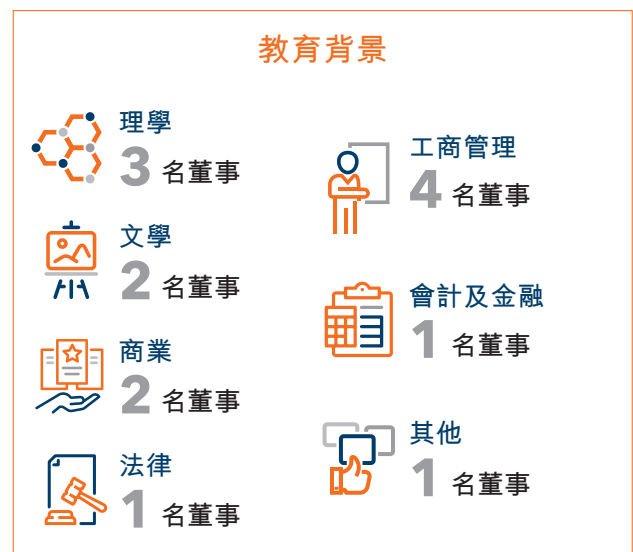 教育背景
理學
3 名董事
文學
2 名董事
商業
2 名董事
法律
1 名董事
工商管理
4 名董事
會計及金融
1 名董事
其他
1 名董事